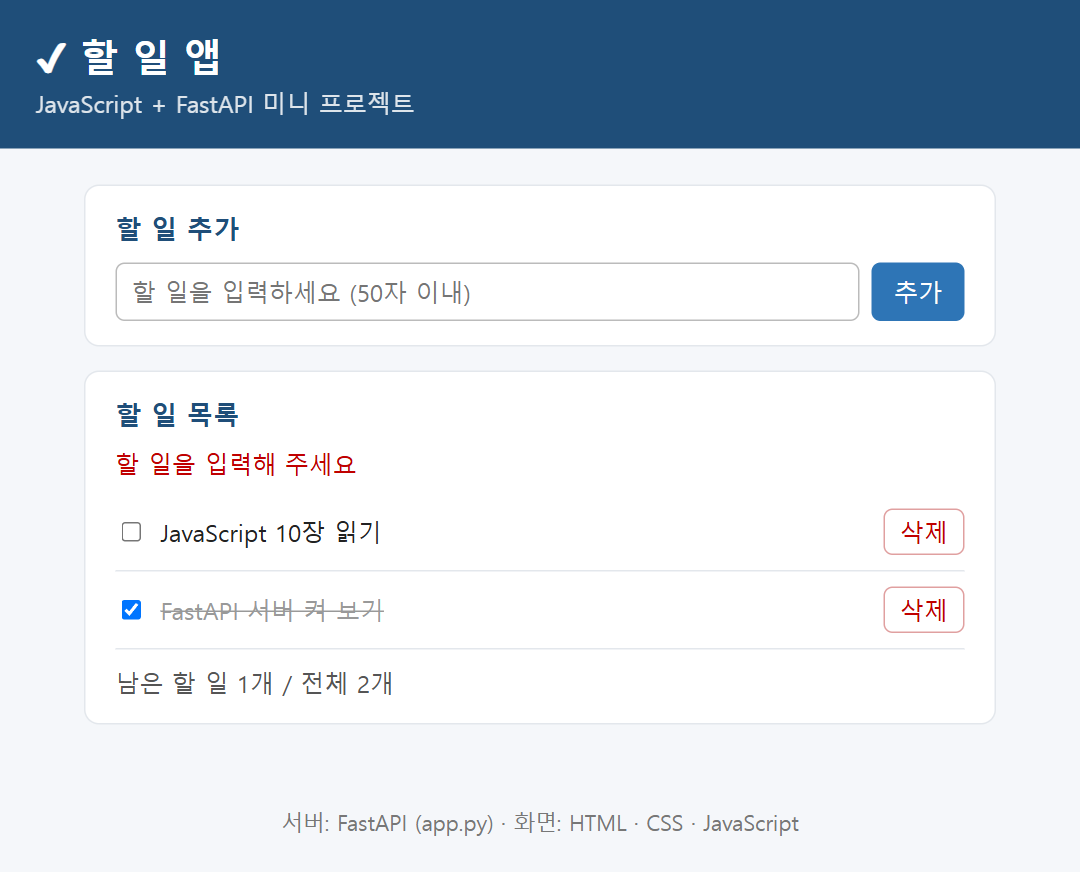 ✔ 할 일 앱
JavaScript + FastAPI 미니 프로젝트
할 일 추가
할 일을 입력하세요 (50자 이내)
추가
할 일 목록
할 일을 입력해 주세요
JavaScript 10장 읽기
삭제
FastAPI 서버 켜 보기
삭제
남은 할 일 1개 / 전체 2개
서버: FastAPI (app.py) · 화면: HTML · CSS · JavaScript